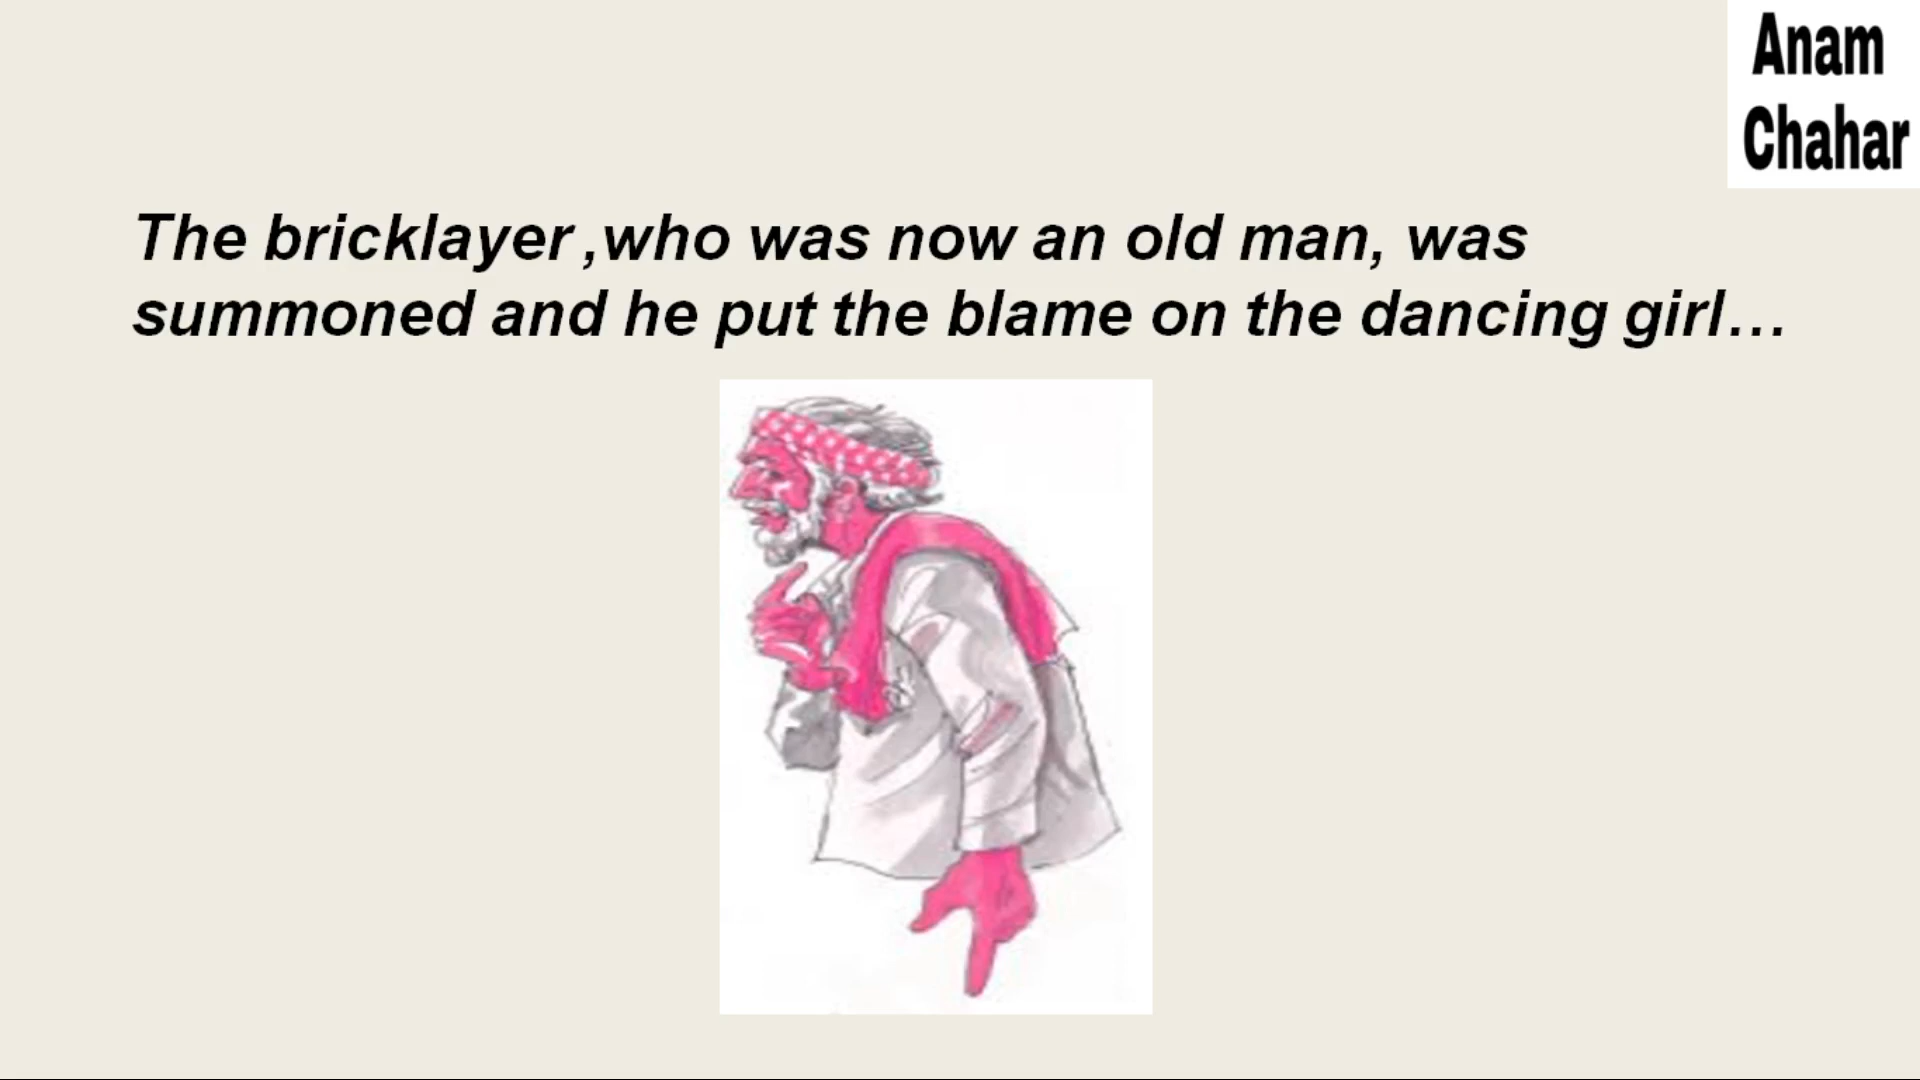 Anam
Chahar
The bricklayer ,who was now an old man, was
summoned and he put the blame on the dancing girl…